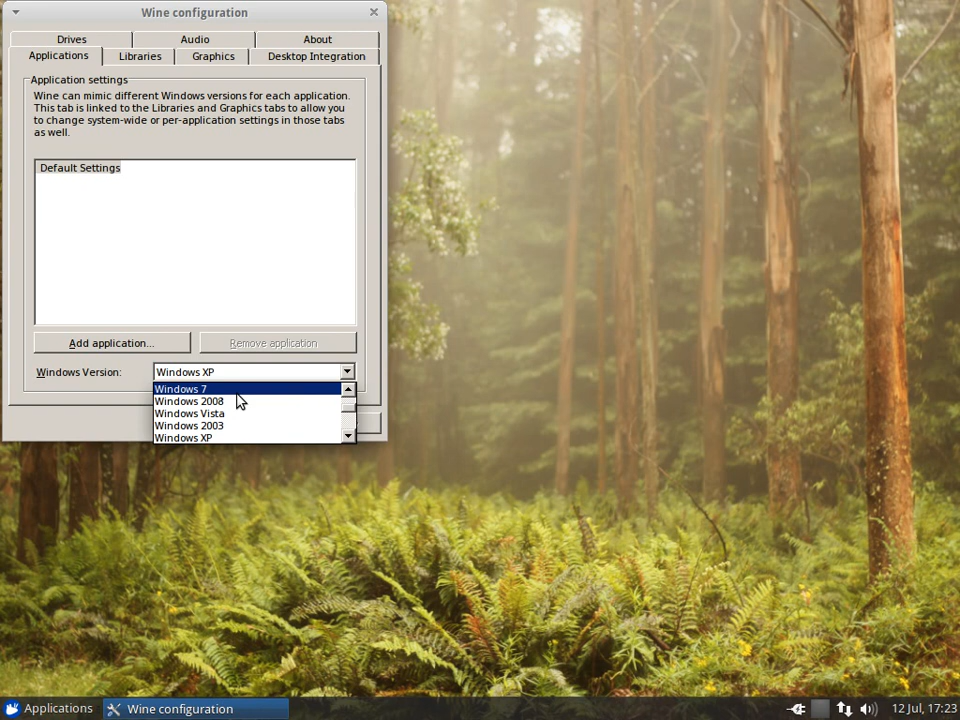 Wine configuration
Drives Audio About
Applications Libraries Graphics Desktop Integration
Application settings
Wine can mimic different Windows versions for each application.
This tab is linked to the Libraries and Graphics tabs to allow you
to change system-wide or per-application settings in those tabs
as well.
Default Settings
Add application... Remove application
Windows Version: Windows XP
Windows 7
Windows 2008
Windows Vista
Windows 2003
Windows XP
Applications Wine configuration 12 Jul, 17:23